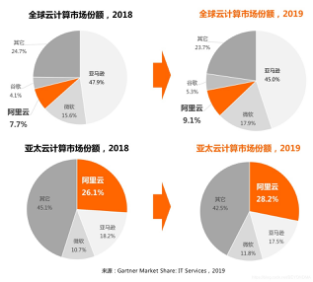 全球云计算市场份额，2018
全球云计算市场份额，2019
其它
24.7%
谷歌
4.1%
阿里云
7.7%
微软
15.6%
亚马逊
47.9%
其它
23.7%
谷歌
5.3%
阿里云
9.1%
微软
17.9%
亚马逊
45.0%
亚太云计算市场份额，2018
亚太云计算市场份额，2019
其它
45.1%
阿里云
26.1%
亚马逊
18.2%
微软
10.7%
其它
42.5%
阿里云
28.2%
亚马逊
17.5%
微软
11.8%
来源：Gartner Market Share: IT Services，2019